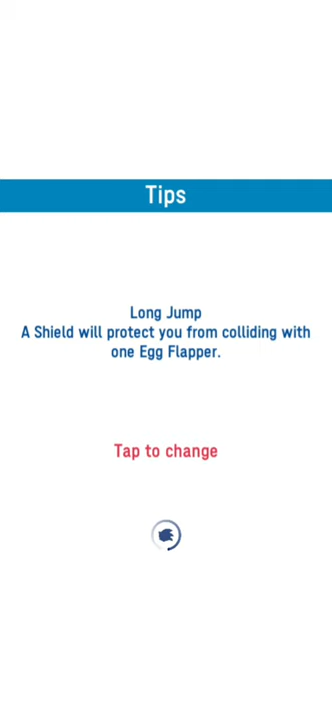 Tips
Long Jump
A Shield will protect you from colliding with
one Egg Flapper.
Tap to change